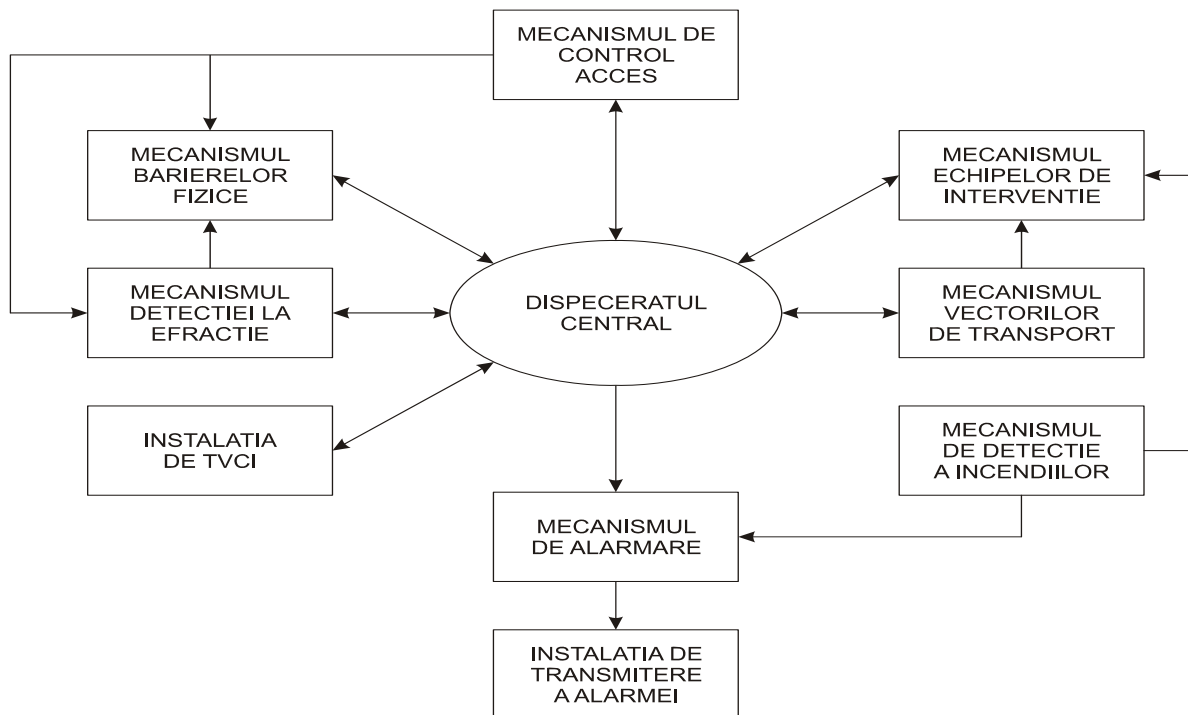 MECANISMUL DE
CONTROL
ACCES
MECANISMUL
BARIERELOR
FIZICE
MECANISMUL
ECHIPELOR DE
INTERVENTIE
MECANISMUL
DETECTIEI LA
EFRACTIE
DISPECERATUL
CENTRAL
MECANISMUL
VECTORILOR
DE TRANSPORT
INSTALATIA
DE TVCI
MECANISMUL
DE DETECTIE
A INCENDIILOR
MECANISMUL
DE ALARMARE
INSTALATIA DE
TRANSMITERE
A ALARMEI